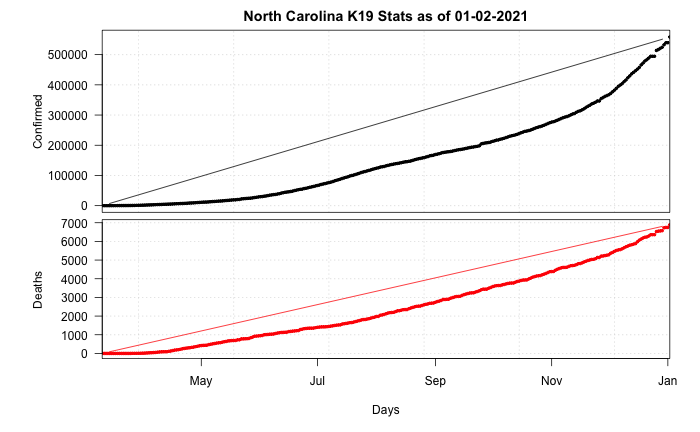 North Carolina K19 Stats as of 01-02-2021
Confirmed
500000
400000
300000
200000
100000
0
Deaths
7000
6000
5000
4000
3000
2000
1000
0
May Jul Sep Nov Jan
Days